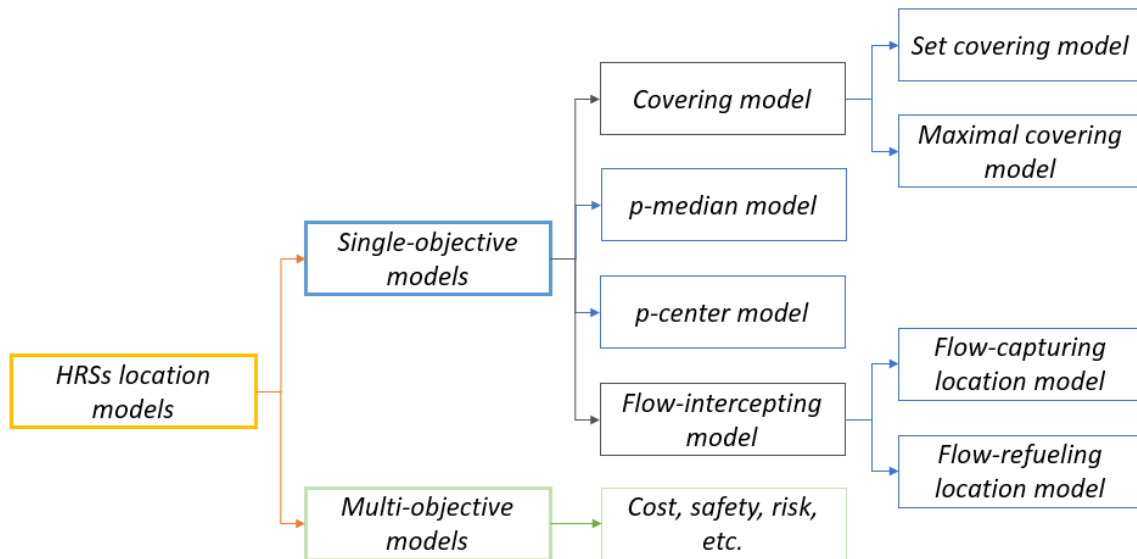 HRSs location
models
Single-objective
models
Multi-objective
models
Covering model
p-median model
p-center model
Flow-intercepting
model
Cost, safety, risk,
etc.
Set covering model
Maximal covering
model
Flow-capturing
location model
Flow-refueling
location model